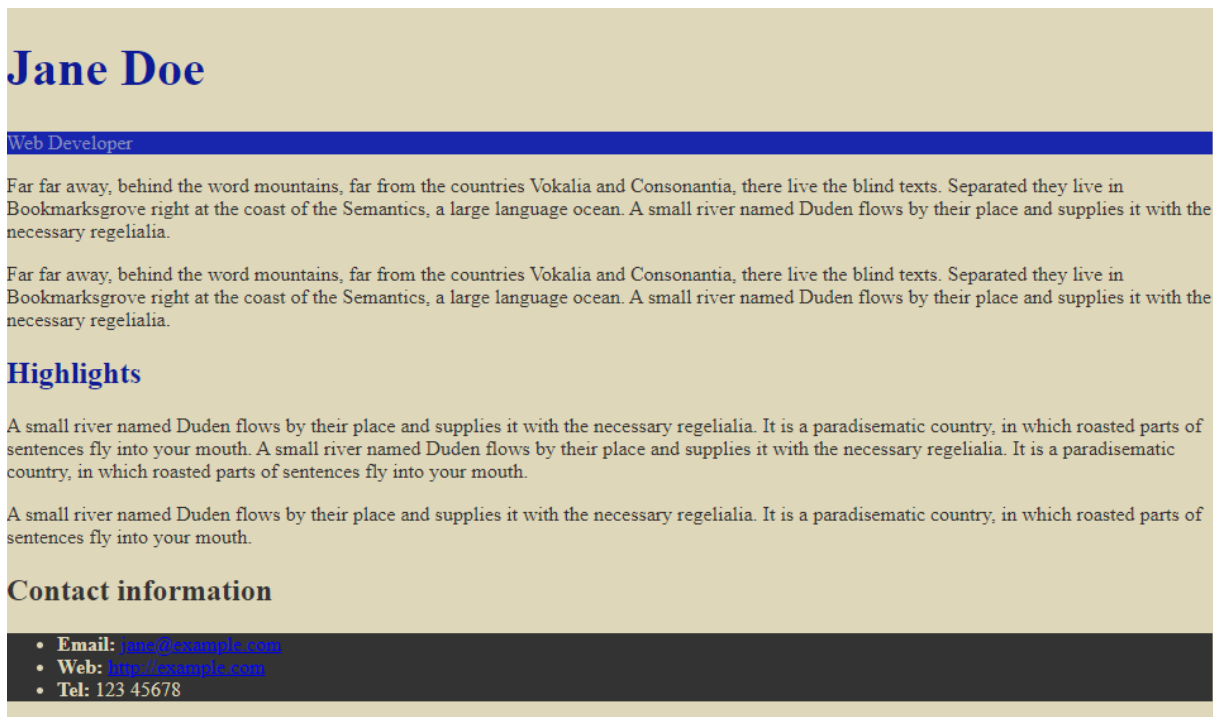 Jane Doe
Web Developer
Far far away, behind the word mountains, far from the countries Vokalia and Consonantia, there live the blind texts. Separated they live in
Bookmarksgrove right at the coast of the Semantics, a large language ocean. A small river named Duden flows by their place and supplies it with the
necessary regelialia.
Far far away, behind the word mountains, far from the countries Vokalia and Consonantia, there live the blind texts. Separated they live in
Bookmarksgrove right at the coast of the Semantics, a large language ocean. A small river named Duden flows by their place and supplies it with the
necessary regelialia.
Highlights
A small river named Duden flows by their place and supplies it with the necessary regelialia. It is a paradisematic country, in which roasted parts of
sentences fly into your mouth. A small river named Duden flows by their place and supplies it with the necessary regelialia. It is a paradisematic
country, in which roasted parts of sentences fly into your mouth.
A small river named Duden flows by their place and supplies it with the necessary regelialia. It is a paradisematic country, in which roasted parts of
sentences fly into your mouth.
Contact information
• Email: jane@example.com
• Web: http://example.com
• Tel: 123 45678